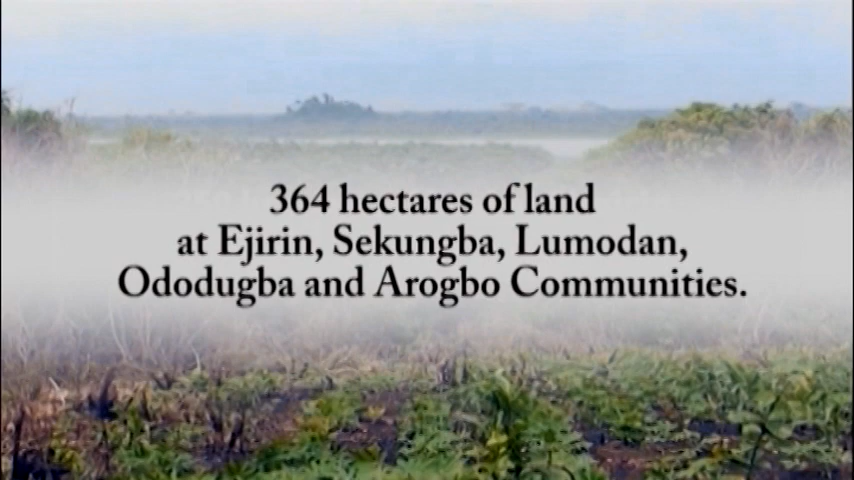 364 hectares of land
at Ejirin, Sekungba, Lumodan,
Ododugba and Arogbo Communities.